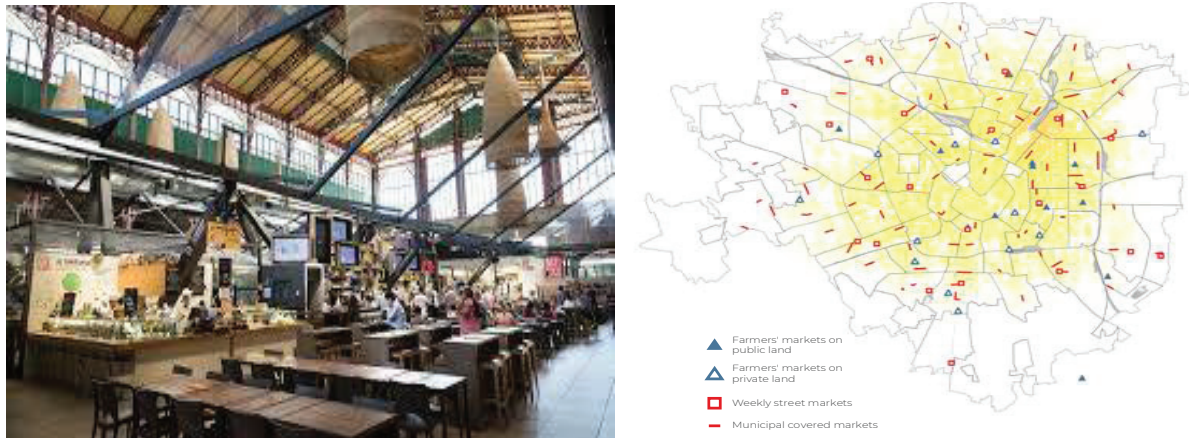 Farmers' markets on
public land
Farmers' markets on
private land
Weekly street markets
Municipal covered markets